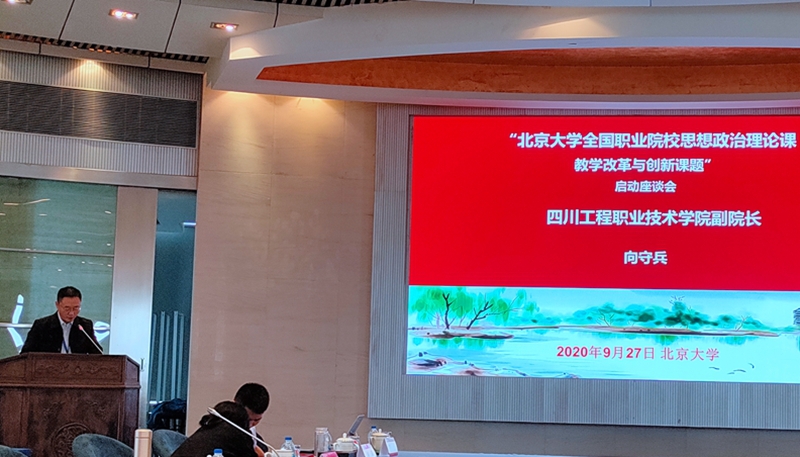 “北京大学全国职业院校思想政治理论课
教学改革与创新课题”
启动座谈会
四川工程职业技术学院副院长
向守兵
2020年9月27日 北京大学